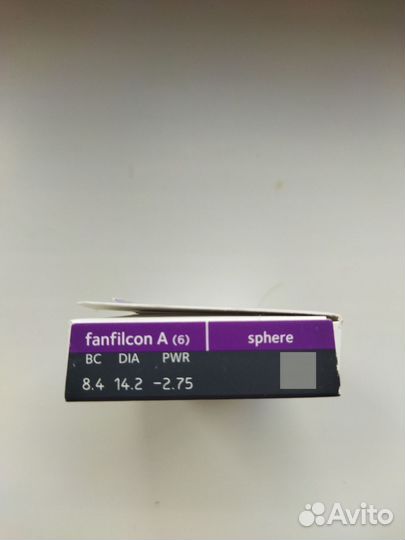 fanfilcon A (6) sphere
BC DIA PWR
8.4 14.2 -2.75
Avito